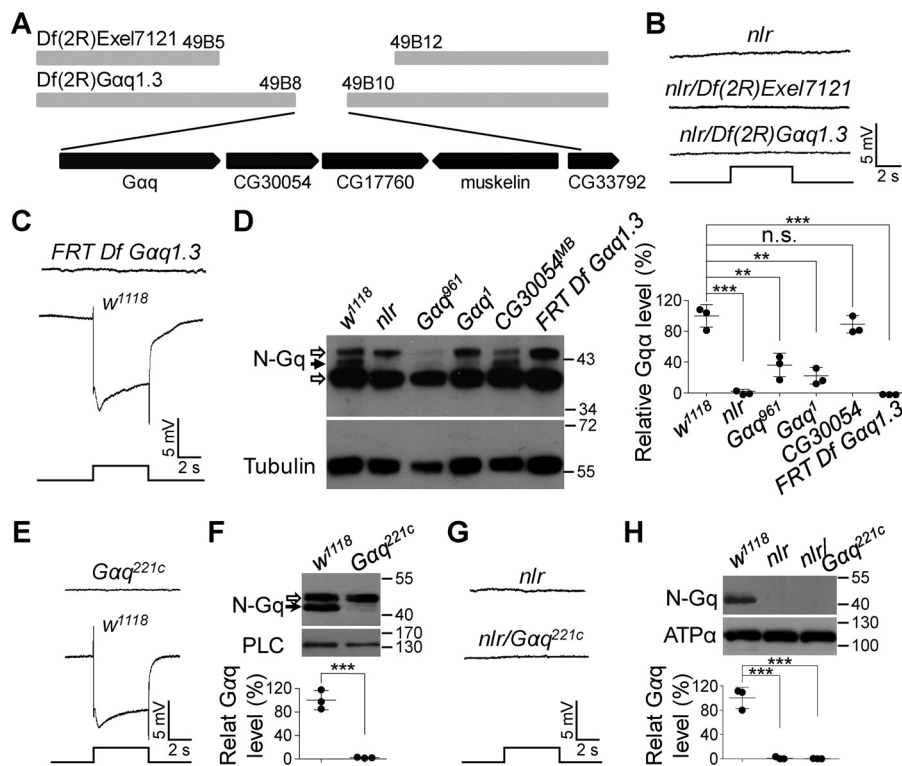 A
Df(2R)Exel7121 49B5
49B12
Df(2R)Gαq1.3 49B8
49B10
Gαq CG30054 CG17760 muskelin CG33792
B
nlr
nlr/Df(2R)Exel7121
nlr/Df(2R)Gαq1.3
5 mV
2 s
C
FRT Df Gαq1.3
w1118
5 mV
2 s
D
w1118 nlr Gαq961 Gαq1 CG30054MB FRT Df Gαq1.3
N-Gq
43
34
72
Tubulin
55
***
n.s.
**
**
***
Relative Gqα level (%)
120
80
40
0
w1118 nlr Gαq961 Gαq1 CG30054 FRT Df Gαq1.3
E
Gαq221c
w1118
5 mV
2 s
F
w1118 Gαq221c
N-Gq
55
40
PLC
170
130
***
Relat Gαq
level (%)
120
80
40
0
G
nlr
nlr/Gαq221c
5 mV
2 s
H
w1118 nlr nlr/Gαq221c
N-Gq
55
40
ATPα
130
100
***
***
Relat Gαq
level (%)
120
80
40
0